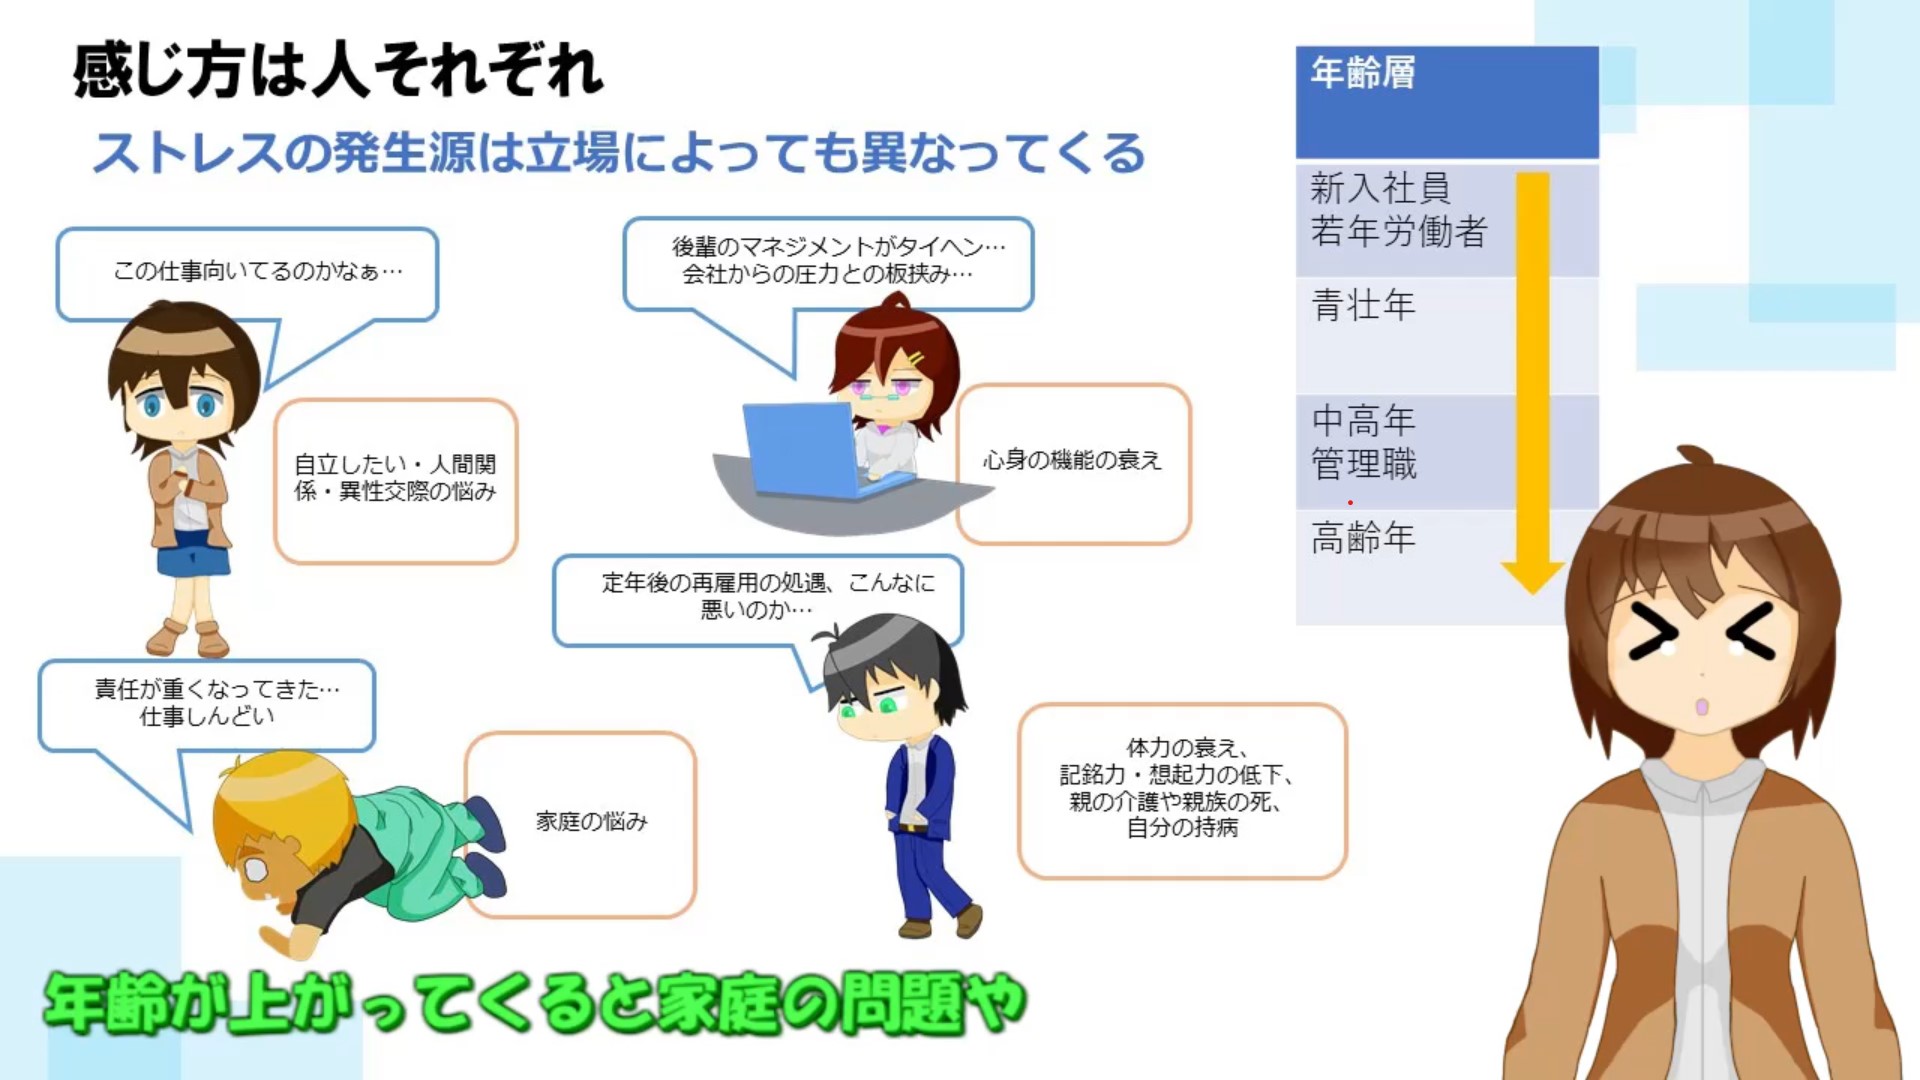 感じ方は人それぞれ
ストレスの発生源は立場によっても異なってくる
この仕事向いてるのかなぁ…
自立したい・人間関
係・異性交際の悩み
後輩のマネジメントがタイヘン…
会社からの圧力との板挟み…
心身の機能の衰え
責任が重くなってきた…
仕事しんどい
家庭の悩み
定年後の再雇用の処遇、こんなに
悪いのか…
体力の衰え、
記銘力・想起力の低下、
親の介護や親族の死、
自分の持病
年齢層
新入社員
若年労働者
青壮年
中高年
管理職
高齢年
年齢が上がってくると家庭の問題や